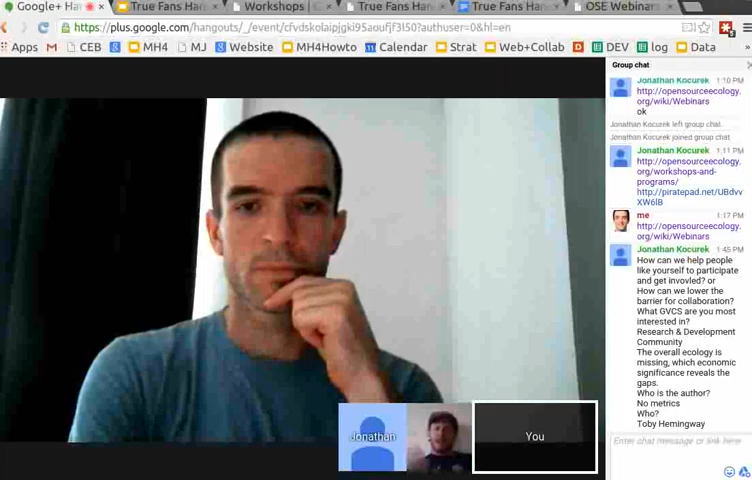 Google+ Ha
True Fans Han
Workshops |
True Fans Han
True Fans Han
OSE Webinars
https://plus.google.com/hangouts/_/event/cfvdskolaipjgki95aoufjf3l50?authuser=0&hl=en
Apps
CEB
MH4
MJ
Website
MH4Howto
Calendar
Strat
Web+Collab
D
DEV
log
Data
Group chat
Jonathan Kocurek 1:10 PM
http://opensourceecology.
org/wiki/Webinars
ok
Jonathan Kocurek left group chat.
Jonathan Kocurek joined group chat
Jonathan Kocurek 1:11 PM
http://opensourceecology.
org/workshops-and-
programs/
http://piratepad.net/UBdvv
XW6lB
me 1:17 PM
http://opensourceecology.
org/wiki/Webinars
Jonathan Kocurek 1:45 PM
How can we help people
like yourself to participate
and get invovled? or
How can we lower the
barrier for collaboration?
What GVCS are you most
interested in?
Research & Development
Community
The overall ecology is
missing, which economic
significance reveals the
gaps.
Who is the author?
No metrics
Who?
Toby Hemingway
Jonathan
You
Enter chat message or link here